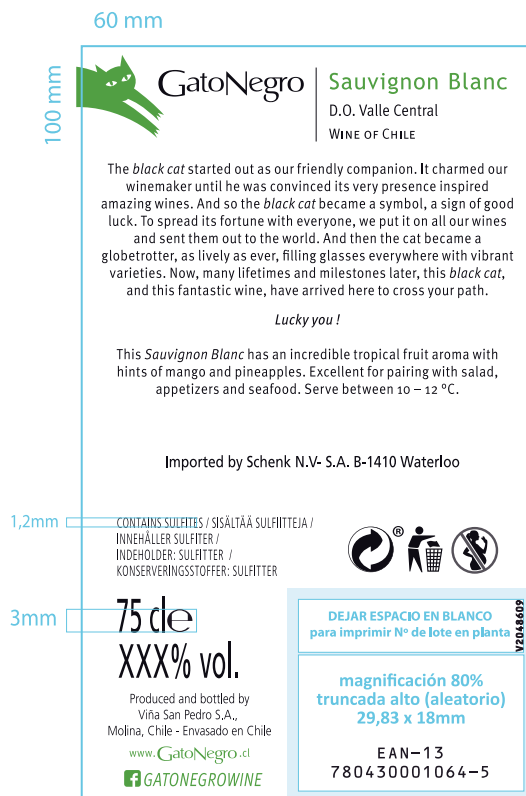 60 mm
100 mm
GatoNegro
Sauvignon Blanc
D.O. Valle Central
WINE OF CHILE
The black cat started out as our friendly companion. It charmed our
winemaker until he was convinced its very presence inspired
amazing wines. And so the black cat became a symbol, a sign of good
luck. To spread its fortune with everyone, we put it on all our wines
and sent them out to the world. And then the cat became a
globetrotter, as lively as ever, filling glasses everywhere with vibrant
varieties. Now, many lifetimes and milestones later, this black cat,
and this fantastic wine, have arrived here to cross your path.
Lucky you !
This Sauvignon Blanc has an incredible tropical fruit aroma with
hints of mango and pineapples. Excellent for pairing with salad,
appetizers and seafood. Serve between 10 – 12 ºC.
Imported by Schenk N.V- S.A. B-1410 Waterloo
1,2mm
CONTAINS SULFITES / SISÄLTÄÄ SULFIITTEJA /
INNEHÅLLER SULFITER /
INDEHOLDER: SULFITTER /
KONSERVERINGSSTOFFER: SULFITTER
®
3mm
75 cl e
XXX% vol.
Produced and bottled by
Viña San Pedro S.A.,
Molina, Chile - Envasado en Chile
www.GatoNegro.cl
GATONEGROWINE
DEJAR ESPACIO EN BLANCO
para imprimir Nº de lote en planta
V2048609
magnificación 80%
truncada alto (aleatorio)
29,83 x 18mm
EAN-13
780430001064-5